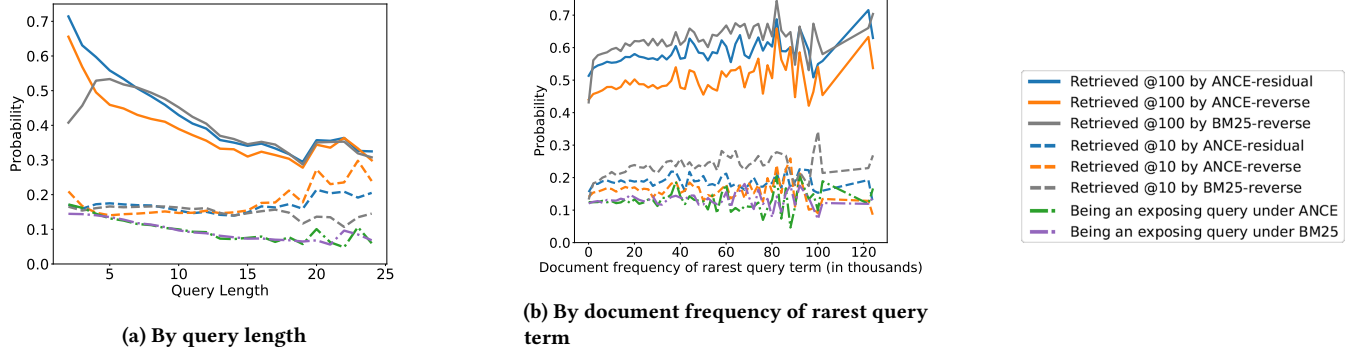 0.7
0.6
0.5
0.4
0.3
0.2
0.1
0.0
Probability
5 10 15 20 25
Query Length
(a) By query length
0.7
0.6
0.5
0.4
0.3
0.2
0.1
0.0
Probability
0 20 40 60 80 100 120
Document frequency of rarest query term (in thousands)
(b) By document frequency of rarest query
term
Retrieved @100 by ANCE-residual
Retrieved @100 by ANCE-reverse
Retrieved @100 by BM25-reverse
Retrieved @10 by ANCE-residual
Retrieved @10 by ANCE-reverse
Retrieved @10 by BM25-reverse
Being an exposing query under ANCE
Being an exposing query under BM25